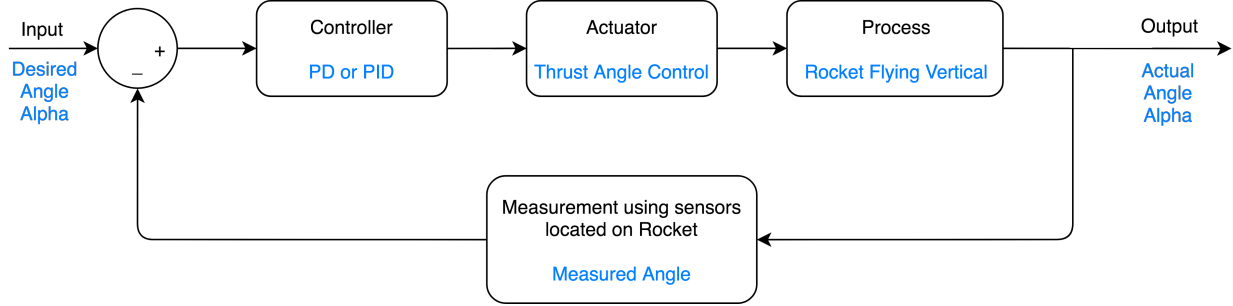 Input
Desired
Angle
Alpha
+
_
Controller
PD or PID
Actuator
Thrust Angle Control
Process
Rocket Flying Vertical
Output
Actual
Angle
Alpha
Measurement using sensors
located on Rocket
Measured Angle